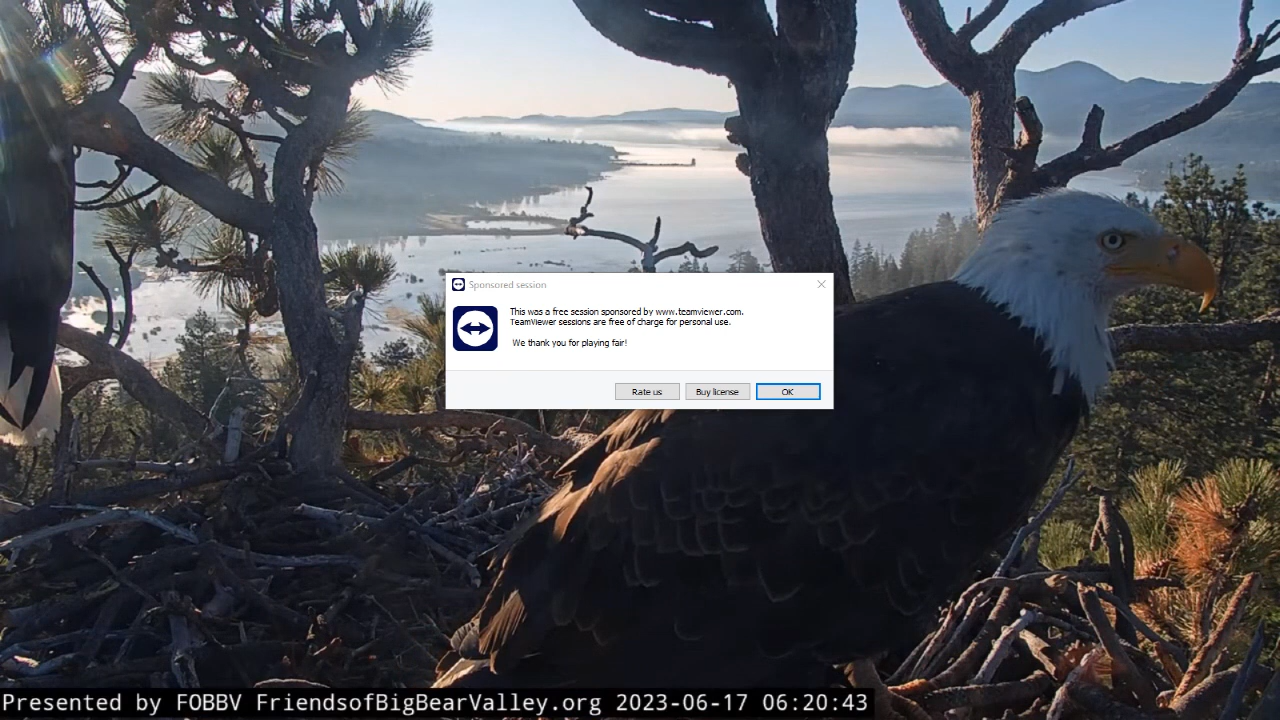 Sponsored session
This was a free session sponsored by www.teamviewer.com.
TeamViewer sessions are free of charge for personal use.
We thank you for playing fair!
Rate us
Buy license
OK
Presented by FOBBV FriendsofBigBearValley.org 2023-06-17 06:20:43